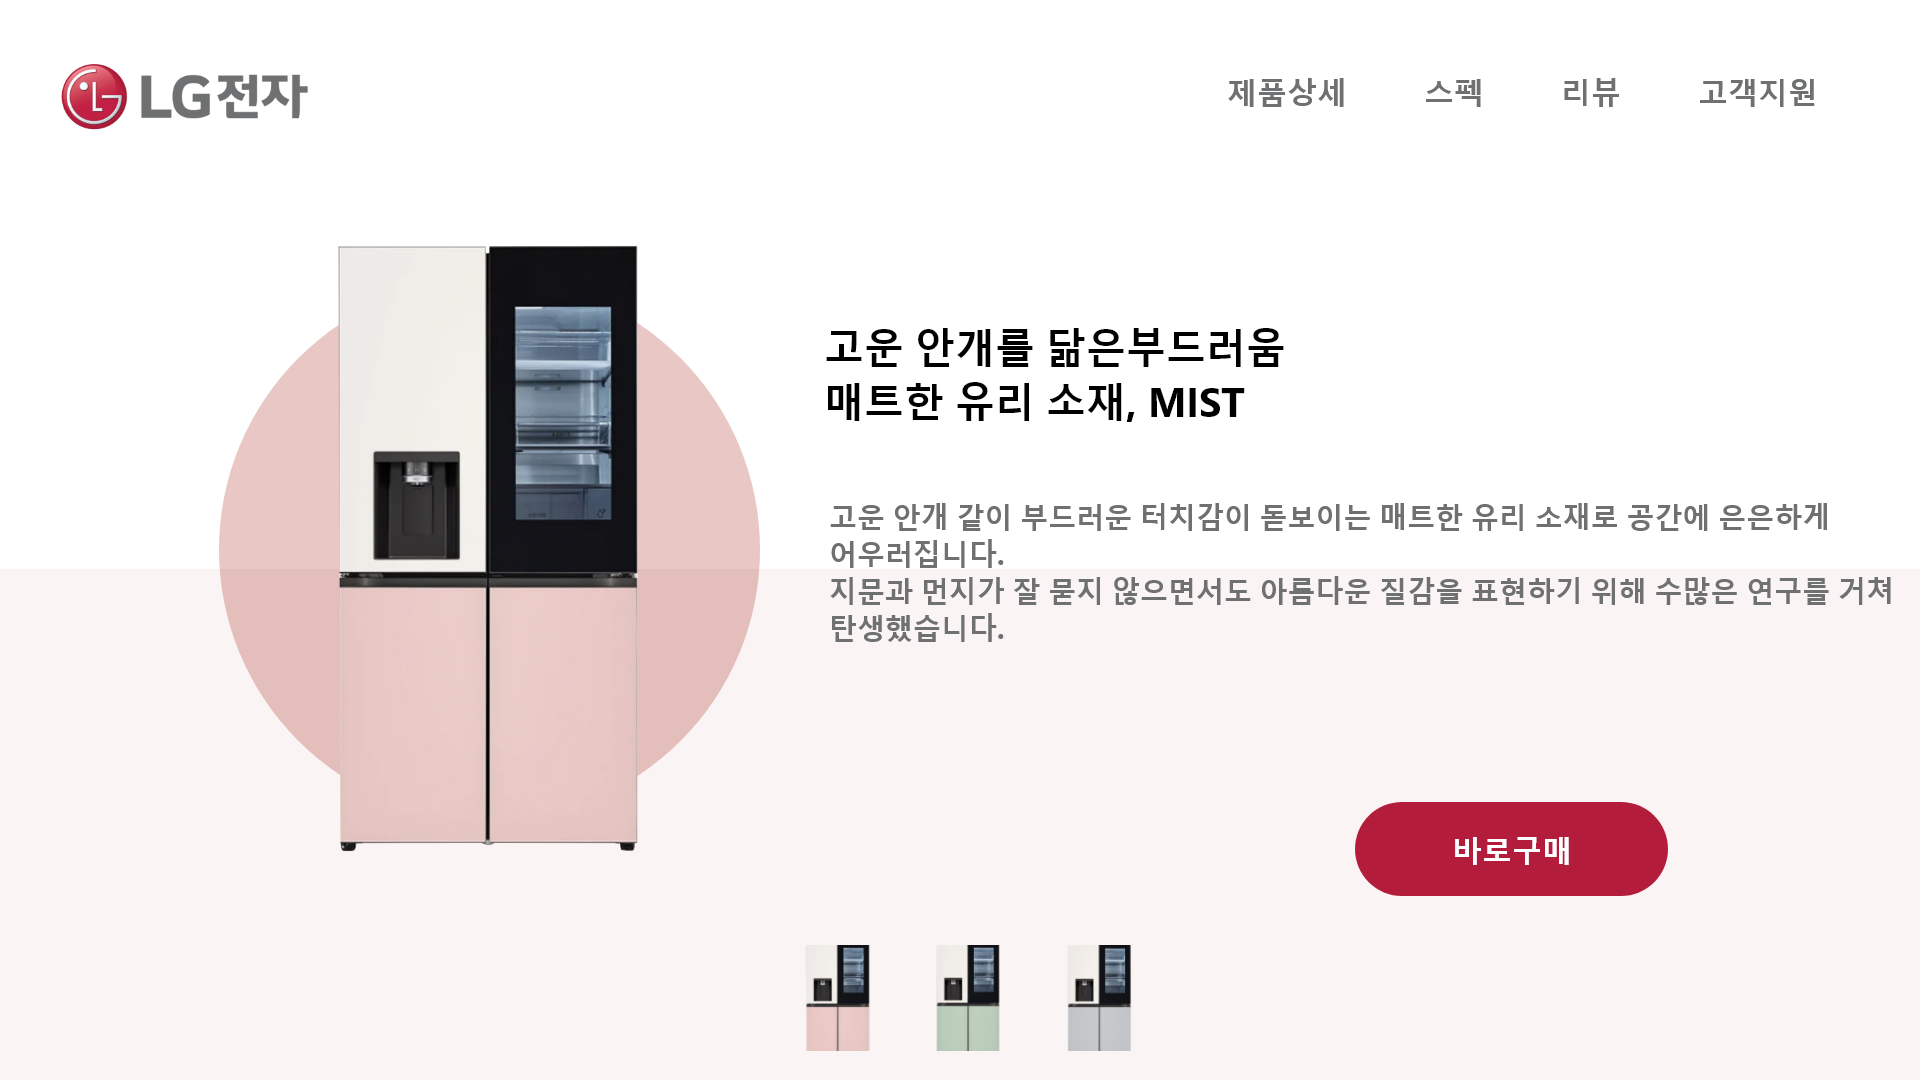 LG전자
제품상세
스펙
리뷰
고객지원
고운 안개를 닮은부드러움
매트한 유리 소재, MIST
고운 안개 같이 부드러운 터치감이 돋보이는 매트한 유리 소재로 공간에 은은하게
어우러집니다.
지문과 먼지가 잘 묻지 않으면서도 아름다운 질감을 표현하기 위해 수많은 연구를 거쳐
탄생했습니다.
바로구매